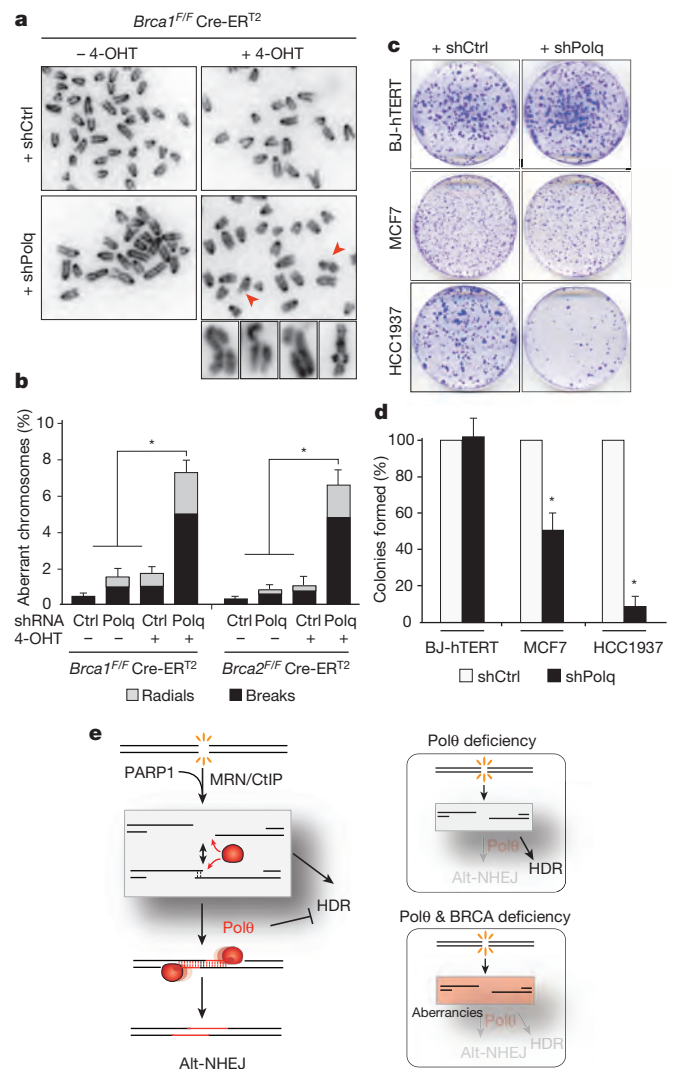 a
Brca1F/F Cre-ERT2
– 4-OHT
+ 4-OHT
+ shCtrl
+ shPolq
b
Aberrant chromosomes (%)
10
8
6
4
2
0
shRNA Ctrl Polq Ctrl Polq Ctrl Polq Ctrl Polq
4-OHT – – + + – – + +
Brca1F/F Cre-ERT2
Brca2F/F Cre-ERT2
Radials
Breaks
*
*
c
+ shCtrl
+ shPolq
BJ-hTERT
MCF7
HCC1937
d
Colonies formed (%)
100
80
60
40
20
0
*
*
BJ-hTERT
MCF7
HCC1937
shCtrl
shPolq
e
PARP1
MRN/CtIP
HDR
Polθ
Alt-NHEJ
Polθ deficiency
Polθ
HDR
Alt-NHEJ
Polθ & BRCA deficiency
Aberrancies
Polθ
HDR
Alt-NHEJ